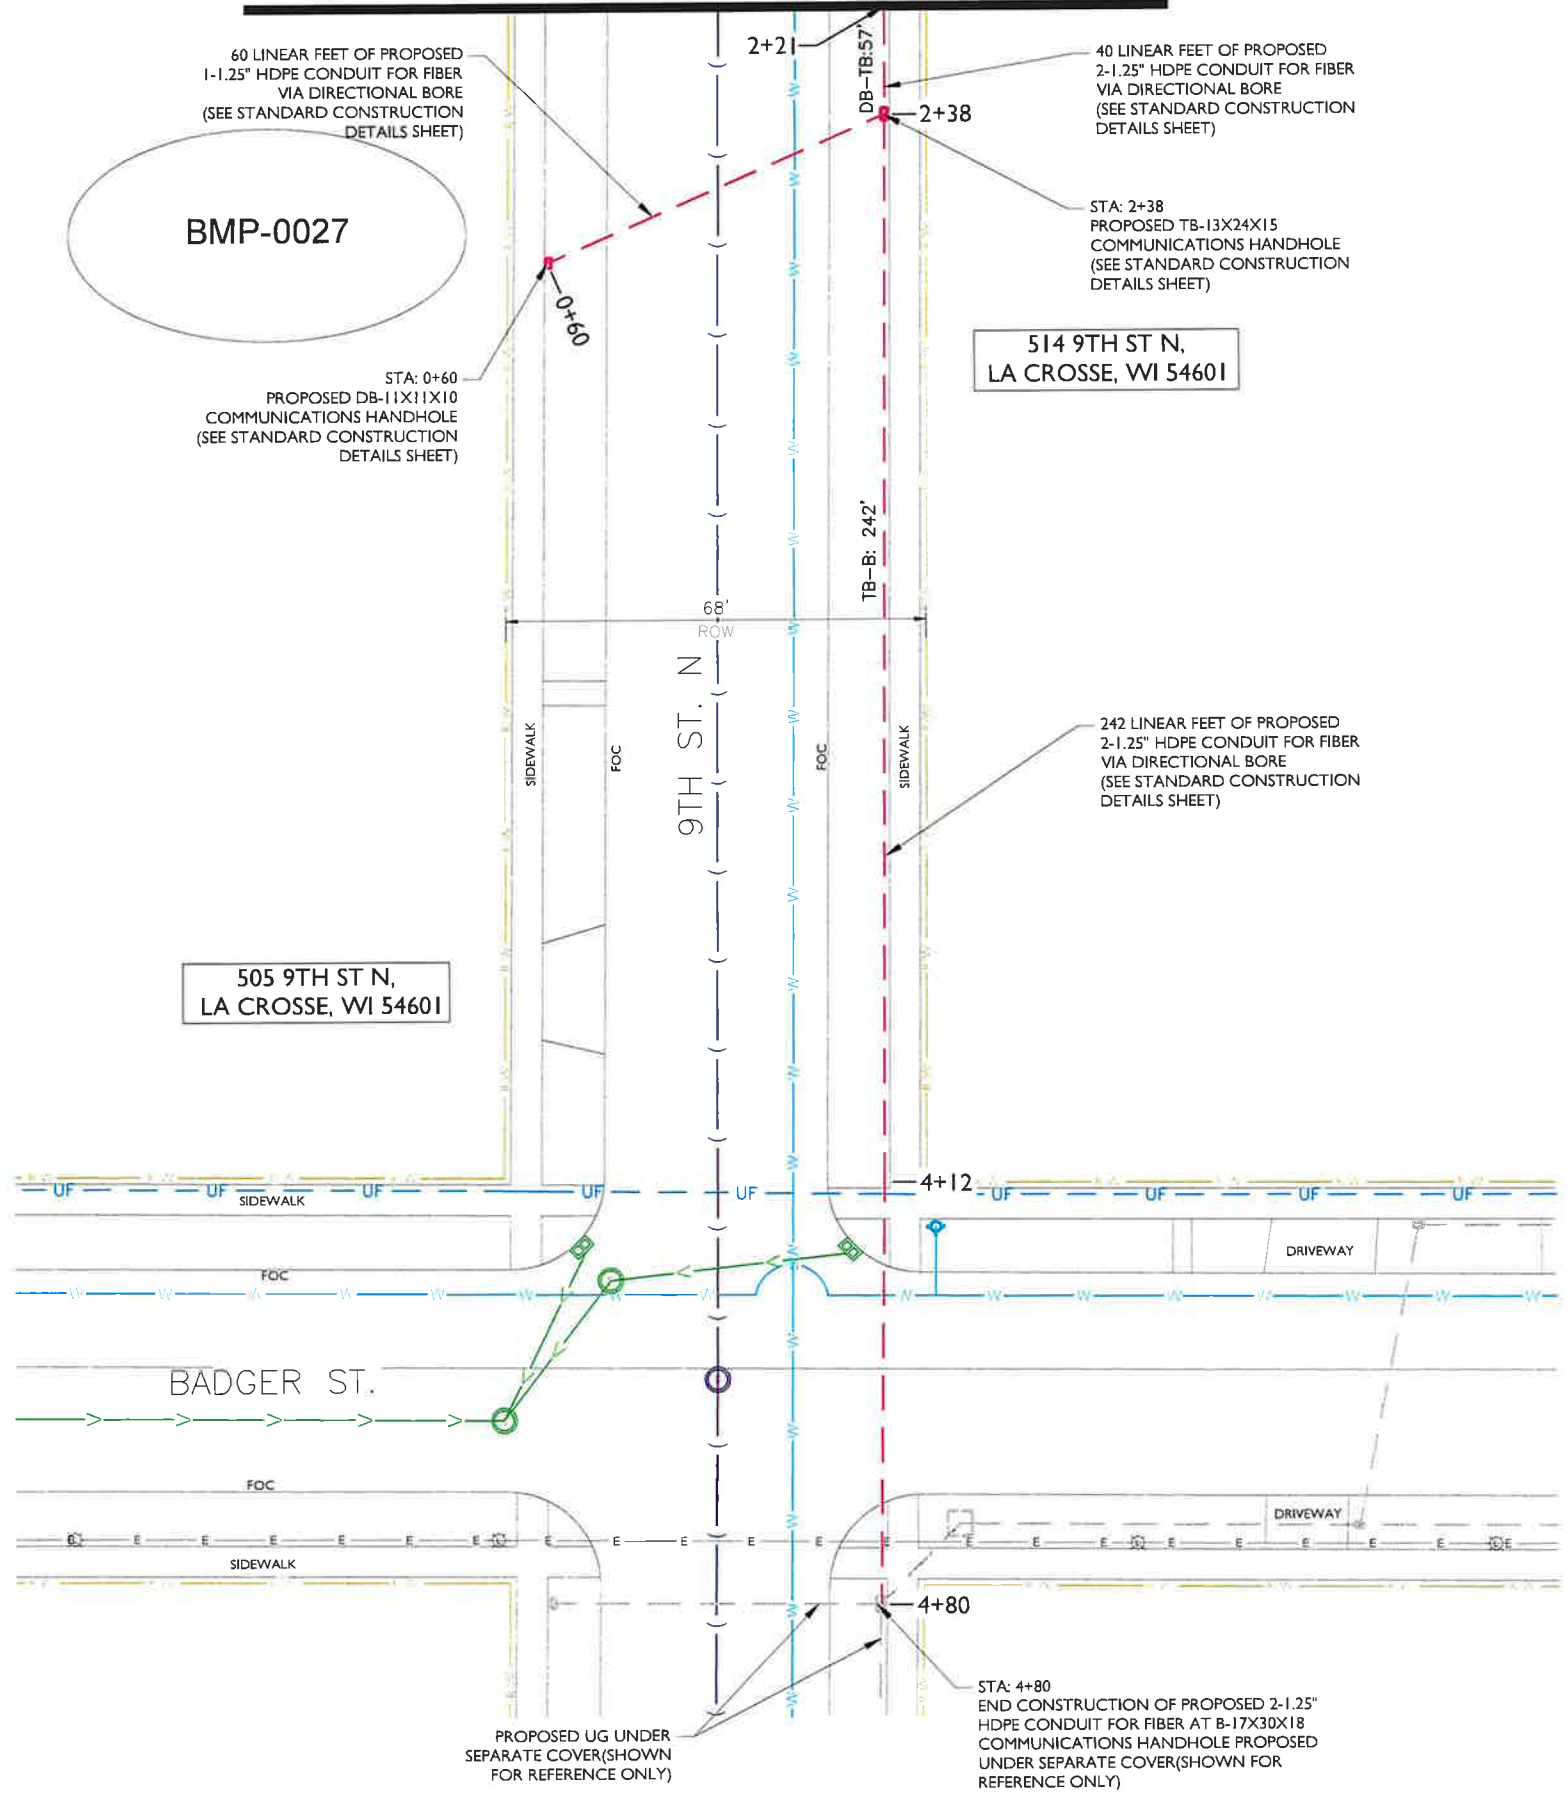 60 LINEAR FEET OF PROPOSED
1-1.25" HDPE CONDUIT FOR FIBER
VIA DIRECTIONAL BORE
(SEE STANDARD CONSTRUCTION
DETAILS SHEET)
BMP-0027
2+21
DB-TB:57'
2+38
40 LINEAR FEET OF PROPOSED
2-1.25" HDPE CONDUIT FOR FIBER
VIA DIRECTIONAL BORE
(SEE STANDARD CONSTRUCTION
DETAILS SHEET)
STA: 2+38
PROPOSED TB-13X24X15
COMMUNICATIONS HANDHOLE
(SEE STANDARD CONSTRUCTION
DETAILS SHEET)
0+60
STA: 0+60
PROPOSED DB-11X11X10
COMMUNICATIONS HANDHOLE
(SEE STANDARD CONSTRUCTION
DETAILS SHEET)
514 9TH ST N,
LA CROSSE, WI 54601
TB-B: 242'
68'
ROW
9TH ST. N
SIDEWALK
FOC
FOC
SIDEWALK
242 LINEAR FEET OF PROPOSED
2-1.25" HDPE CONDUIT FOR FIBER
VIA DIRECTIONAL BORE
(SEE STANDARD CONSTRUCTION
DETAILS SHEET)
505 9TH ST N,
LA CROSSE, WI 54601
4+12
UF UF UF UF UF UF UF UF UF
SIDEWALK
DRIVEWAY
FOC
W W W W W W W W W W W W W W W
BADGER ST.
FOC
DRIVEWAY
E E E E E E E E E E E E E E E E E E
SIDEWALK
4+80
PROPOSED UG UNDER
SEPARATE COVER(SHOWN
FOR REFERENCE ONLY)
STA: 4+80
END CONSTRUCTION OF PROPOSED 2-1.25"
HDPE CONDUIT FOR FIBER AT B-17X30X18
COMMUNICATIONS HANDHOLE PROPOSED
UNDER SEPARATE COVER(SHOWN FOR
REFERENCE ONLY)